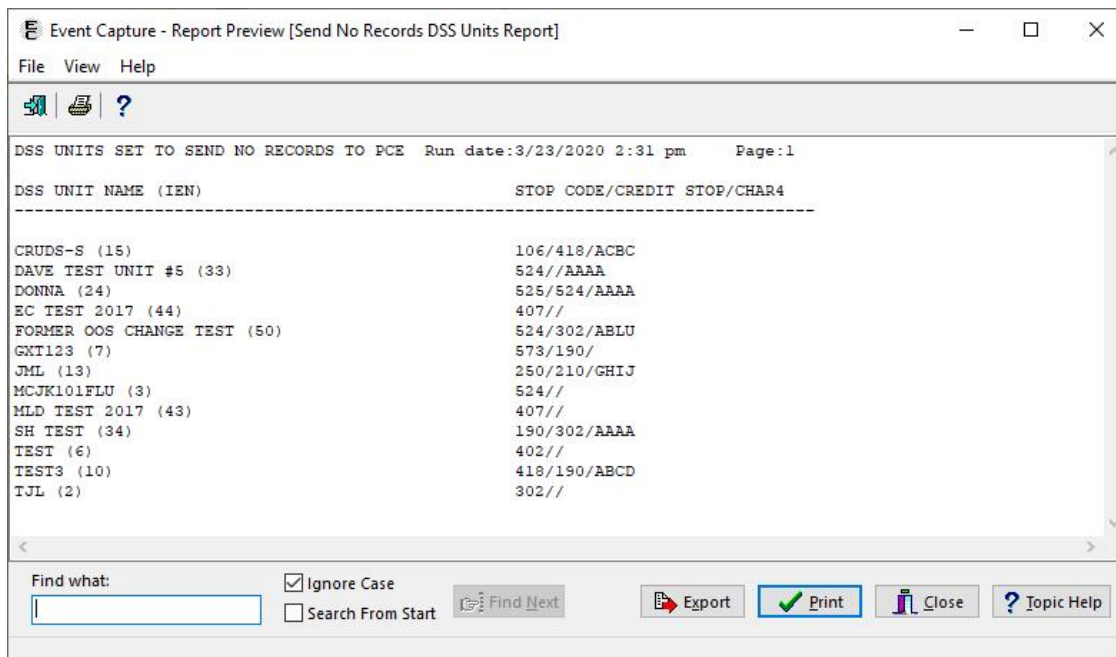 Event Capture - Report Preview [Send No Records DSS Units Report]
File View Help
?
DSS UNITS SET TO SEND NO RECORDS TO PCE Run date:3/23/2020 2:31 pm Page:1
DSS UNIT NAME (IEN) STOP CODE/CREDIT STOP/CHAR4
--------------------------------------------------------------------------------
CRUDS-S (15) 106/418/ACBC
DAVE TEST UNIT #5 (33) 524//AAAA
DONNA (24) 525/524/AAAA
EC TEST 2017 (44) 407//
FORMER OOS CHANGE TEST (50) 524/302/ABLU
GXT123 (7) 573/190/
JML (13) 250/210/GHIJ
MCJK101FLU (3) 524//
MLD TEST 2017 (43) 407//
SH TEST (34) 190/302/AAAA
TEST (6) 402//
TEST3 (10) 418/190/ABCD
TJL (2) 302//
Find what: Ignore Case
Search From Start Find Next Export Print Close ? Topic Help